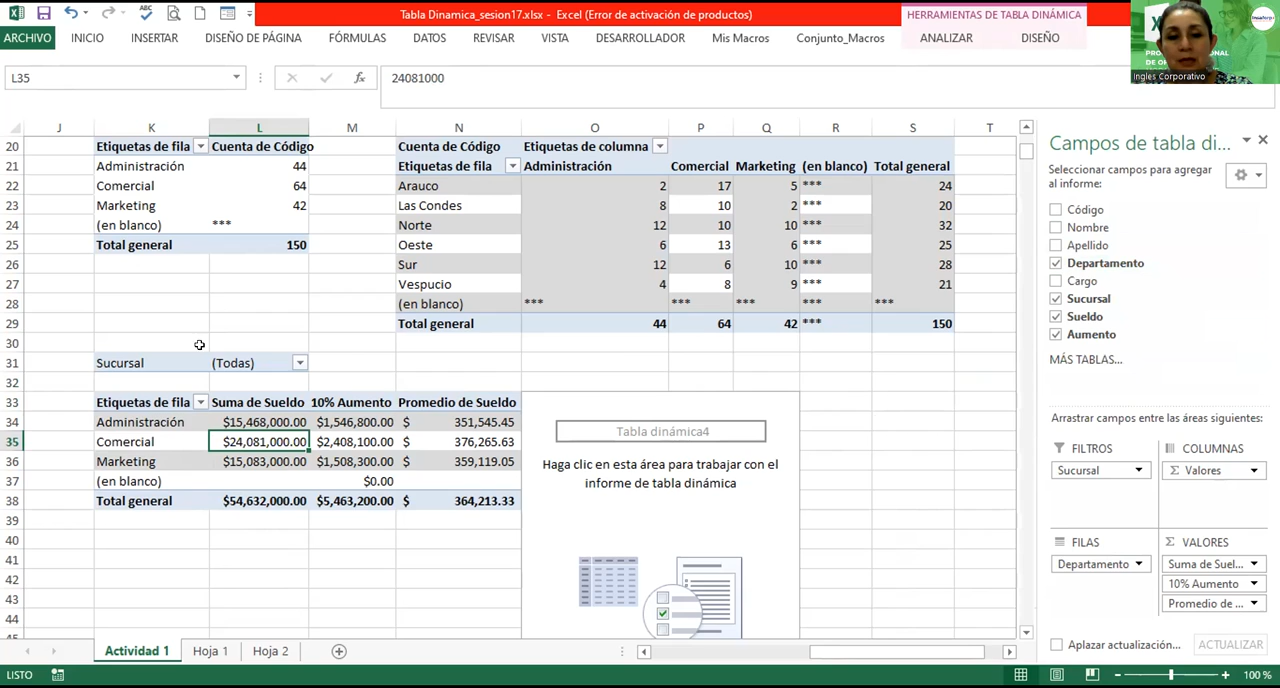 Tabla Dinamica_sesion17.xlsx - Excel (Error de activación de productos)
HERRAMIENTAS DE TABLA DINÁMICA
ARCHIVO INICIO INSERTAR DISEÑO DE PÁGINA FÓRMULAS DATOS REVISAR VISTA DESARROLLADOR Mis Macros Conjunto_Macros ANALIZAR DISEÑO
Ingles Corporativo
L35 fx 24081000
J K L M N O P Q R S T
20 Etiquetas de fila Cuenta de Código Cuenta de Código Etiquetas de columna
21 Administración 44 Etiquetas de fila Administración Comercial Marketing (en blanco) Total general
22 Comercial 64 Arauco 2 17 5 *** 24
23 Marketing 42 Las Condes 8 10 2 *** 20
24 (en blanco) *** Norte 12 10 10 *** 32
25 Total general 150 Oeste 6 13 6 *** 25
26 Sur 12 6 10 *** 28
27 Vespucio 4 8 9 *** 21
28 (en blanco) *** *** *** *** ***
29 Total general 44 64 42 *** 150
30
31 Sucursal (Todas)
32
33 Etiquetas de fila Suma de Sueldo 10% Aumento Promedio de Sueldo
34 Administración $15,468,000.00 $1,546,800.00 $ 351,545.45
35 Comercial $24,081,000.00 $2,408,100.00 $ 376,265.63
36 Marketing $15,083,000.00 $1,508,300.00 $ 359,119.05
37 (en blanco) $0.00
38 Total general $54,632,000.00 $5,463,200.00 $ 364,213.33
39
40
41
42
43
44
Tabla dinámica4
Haga clic en esta área para trabajar con el
informe de tabla dinámica
Campos de tabla di...
Seleccionar campos para agregar
al informe:
Código
Nombre
Apellido
Departamento
Cargo
Sucursal
Sueldo
Aumento
MÁS TABLAS...
Arrastrar campos entre las áreas siguientes:
FILTROS COLUMNAS
Sucursal Σ Valores
FILAS Σ VALORES
Departamento Suma de Suel...
10% Aumento
Promedio de ...
Aplazar actualización... ACTUALIZAR
Actividad 1 Hoja 1 Hoja 2
LISTO 100 %